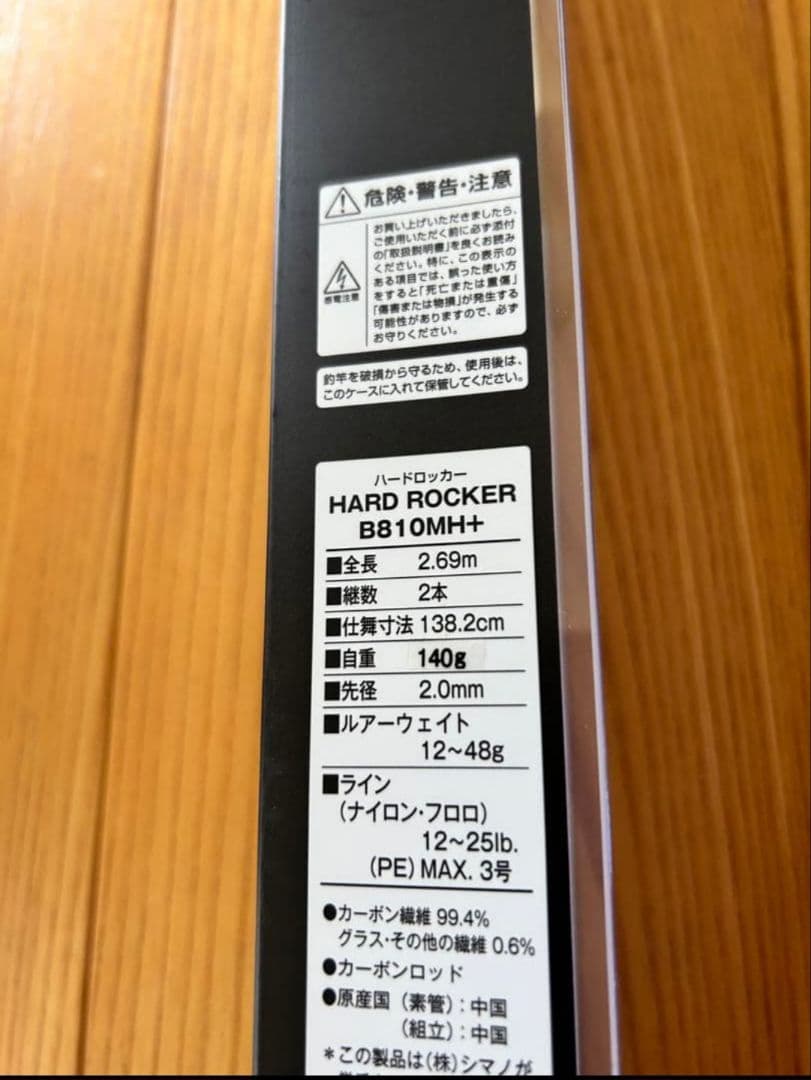 危険・警告・注意
感電注意
お買い上げいただきましたら、
ご使用いただく前に必ず添付
の「取扱説明書」を良くお読み
ください。特に、この表示の
ある項目では、誤った使い方
をすると「死亡または重傷」
「傷害または物損」が発生する
可能性がありますので、必ず
お守りください。
釣竿を破損から守るため、使用後は、
このケースに入れて保管してください。
ハードロッカー
HARD ROCKER
B810MH+
■全長 2.69m
■継数 2本
■仕舞寸法 138.2cm
■自重 140g
■先径 2.0mm
■ルアーウェイト
12~48g
■ライン
(ナイロン・フロロ)
12~25lb.
(PE) MAX. 3号
●カーボン繊維 99.4%
グラス・その他の繊維 0.6%
●カーボンロッド
●原産国 (素管) : 中国
(組立) : 中国
*この製品は(株)シマノが